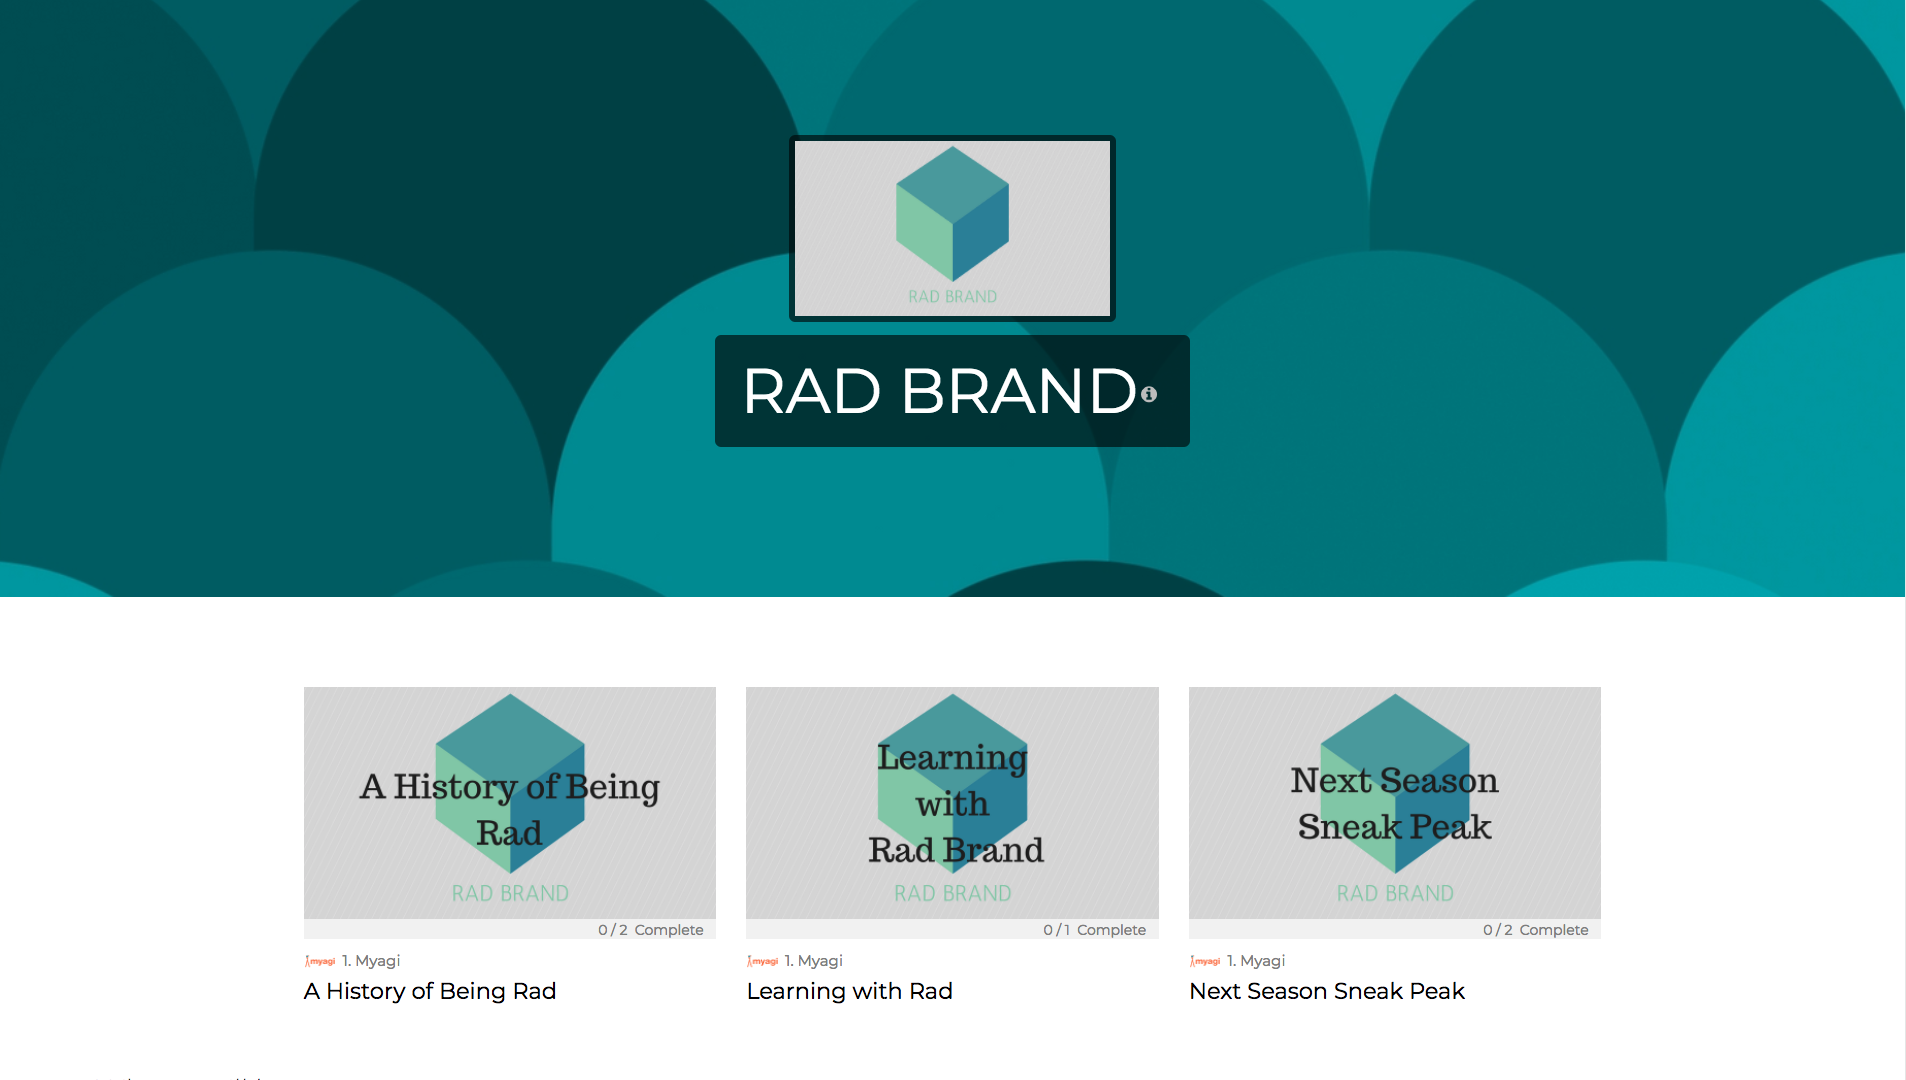 RAD BRAND
RAD BRAND
A History of Being
Rad
RAD BRAND
0 / 2 Complete
myagi 1. Myagi
A History of Being Rad
Learning
with
Rad Brand
RAD BRAND
0 / 1 Complete
myagi 1. Myagi
Learning with Rad
Next Season
Sneak Peak
RAD BRAND
0 / 2 Complete
myagi 1. Myagi
Next Season Sneak Peak